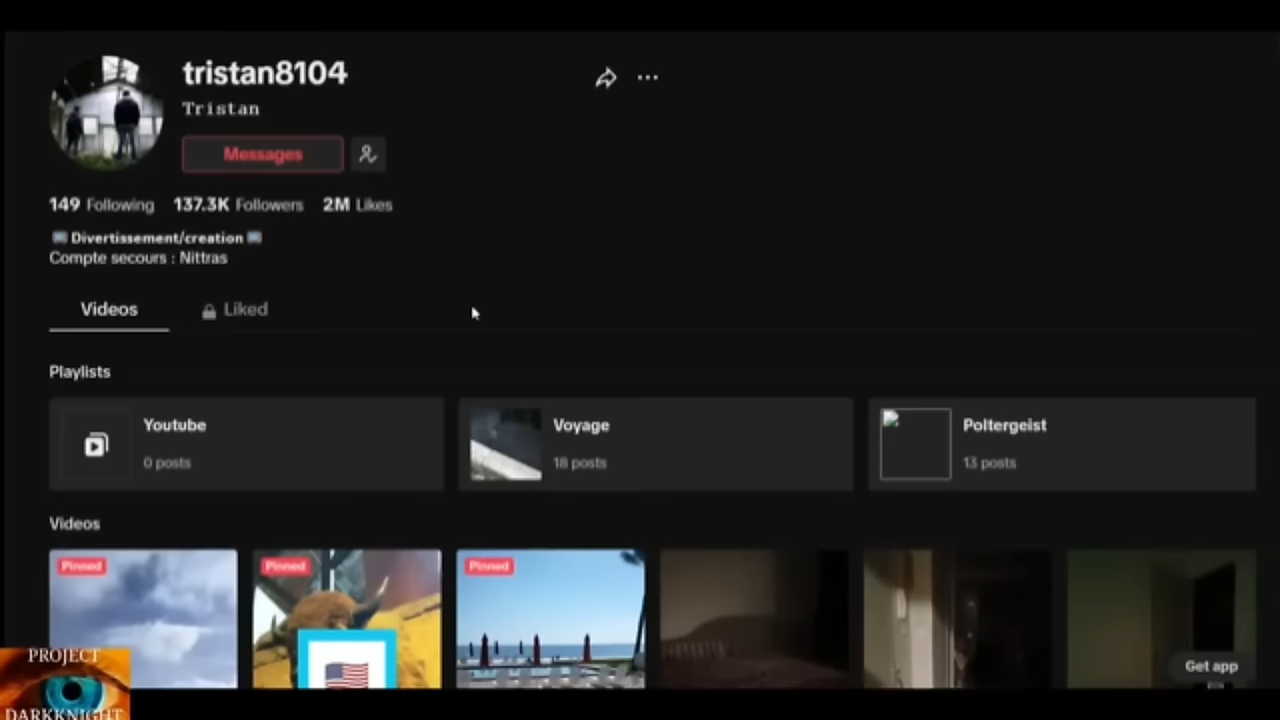 tristan8104
Tristan
Messages
149 Following 137.3K Followers 2M Likes
Divertissement/creation
Compte secours : Nittras
Videos Liked
Playlists
Youtube
0 posts
Voyage
18 posts
Poltergeist
13 posts
Videos
Pinned
Pinned
Pinned
Get app
PROJECT
DARKKNIGHT